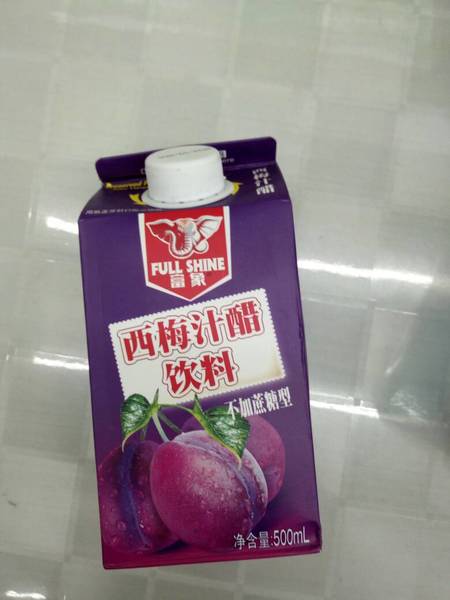 FULL SHINE
富象
西梅汁醋
饮料
不加蔗糖型
净含量:500mL